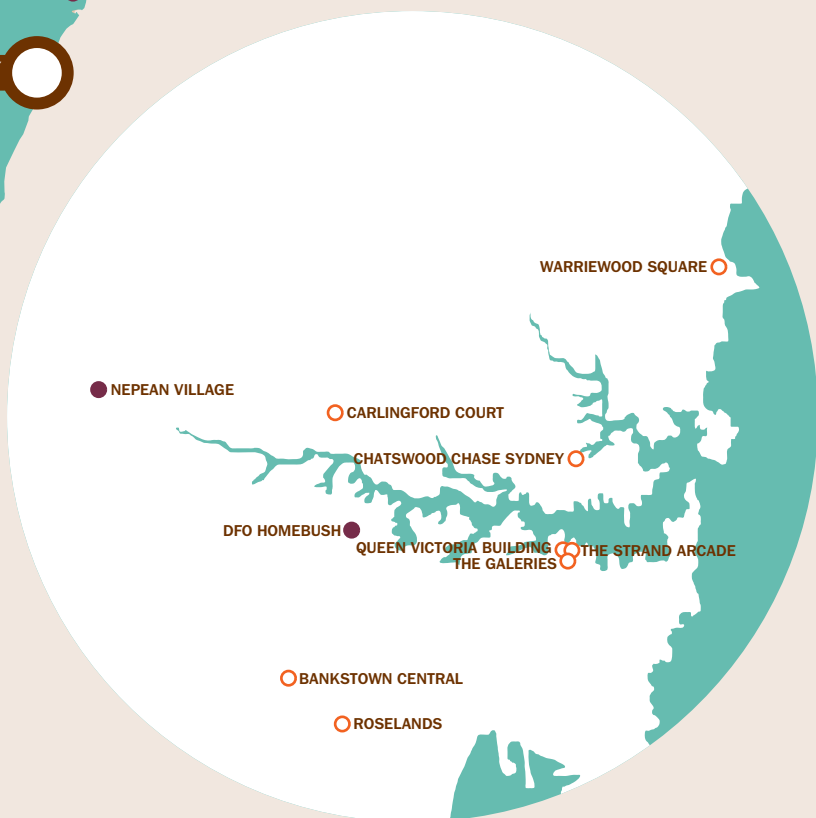 WARRIEWOOD SQUARE
NEPEAN VILLAGE
CARLINGFORD COURT
CHATSWOOD CHASE SYDNEY
DFO HOMEBUSH
QUEEN VICTORIA BUILDING
THE STRAND ARCADE
THE GALERIES
BANKSTOWN CENTRAL
ROSELANDS